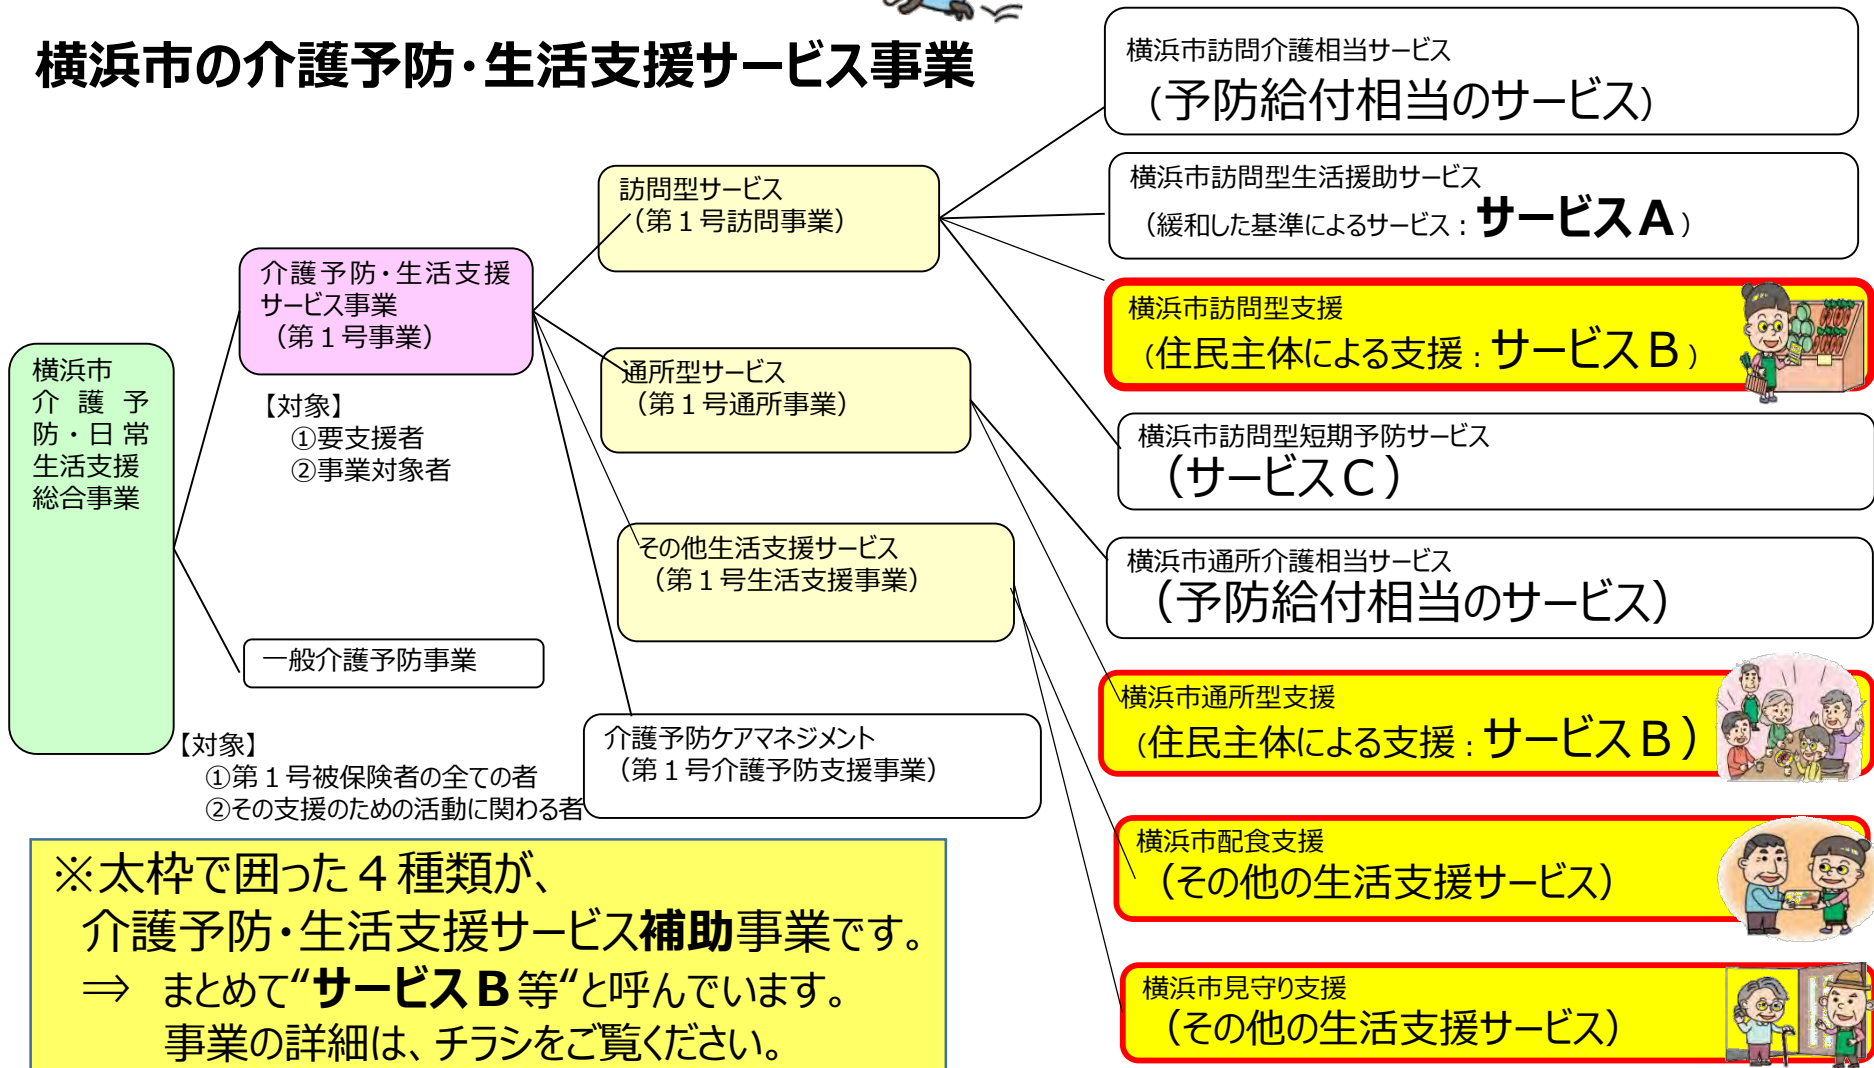 横浜市の介護予防・生活支援サービス事業
横浜市
介護予
防・日常
生活支援
総合事業
介護予防・生活支援
サービス事業
（第１号事業）
【対象】
①要支援者
②事業対象者
一般介護予防事業
【対象】
①第１号被保険者の全ての者
②その支援のための活動に関わる者
訪問型サービス
（第１号訪問事業）
通所型サービス
（第１号通所事業）
その他生活支援サービス
（第１号生活支援事業）
介護予防ケアマネジメント
（第１号介護予防支援事業）
横浜市訪問介護相当サービス
（予防給付相当のサービス）
横浜市訪問型生活援助サービス
（緩和した基準によるサービス：サービスＡ）
横浜市訪問型支援
（住民主体による支援：サービスＢ）
横浜市訪問型短期予防サービス
（サービスＣ）
横浜市通所介護相当サービス
（予防給付相当のサービス）
横浜市通所型支援
（住民主体による支援：サービスＢ）
横浜市配食支援
（その他の生活支援サービス）
横浜市見守り支援
（その他の生活支援サービス）
※太枠で囲った４種類が、
介護予防・生活支援サービス補助事業です。
⇒ まとめて“サービスＢ等“と呼んでいます。
事業の詳細は、チラシをご覧ください。